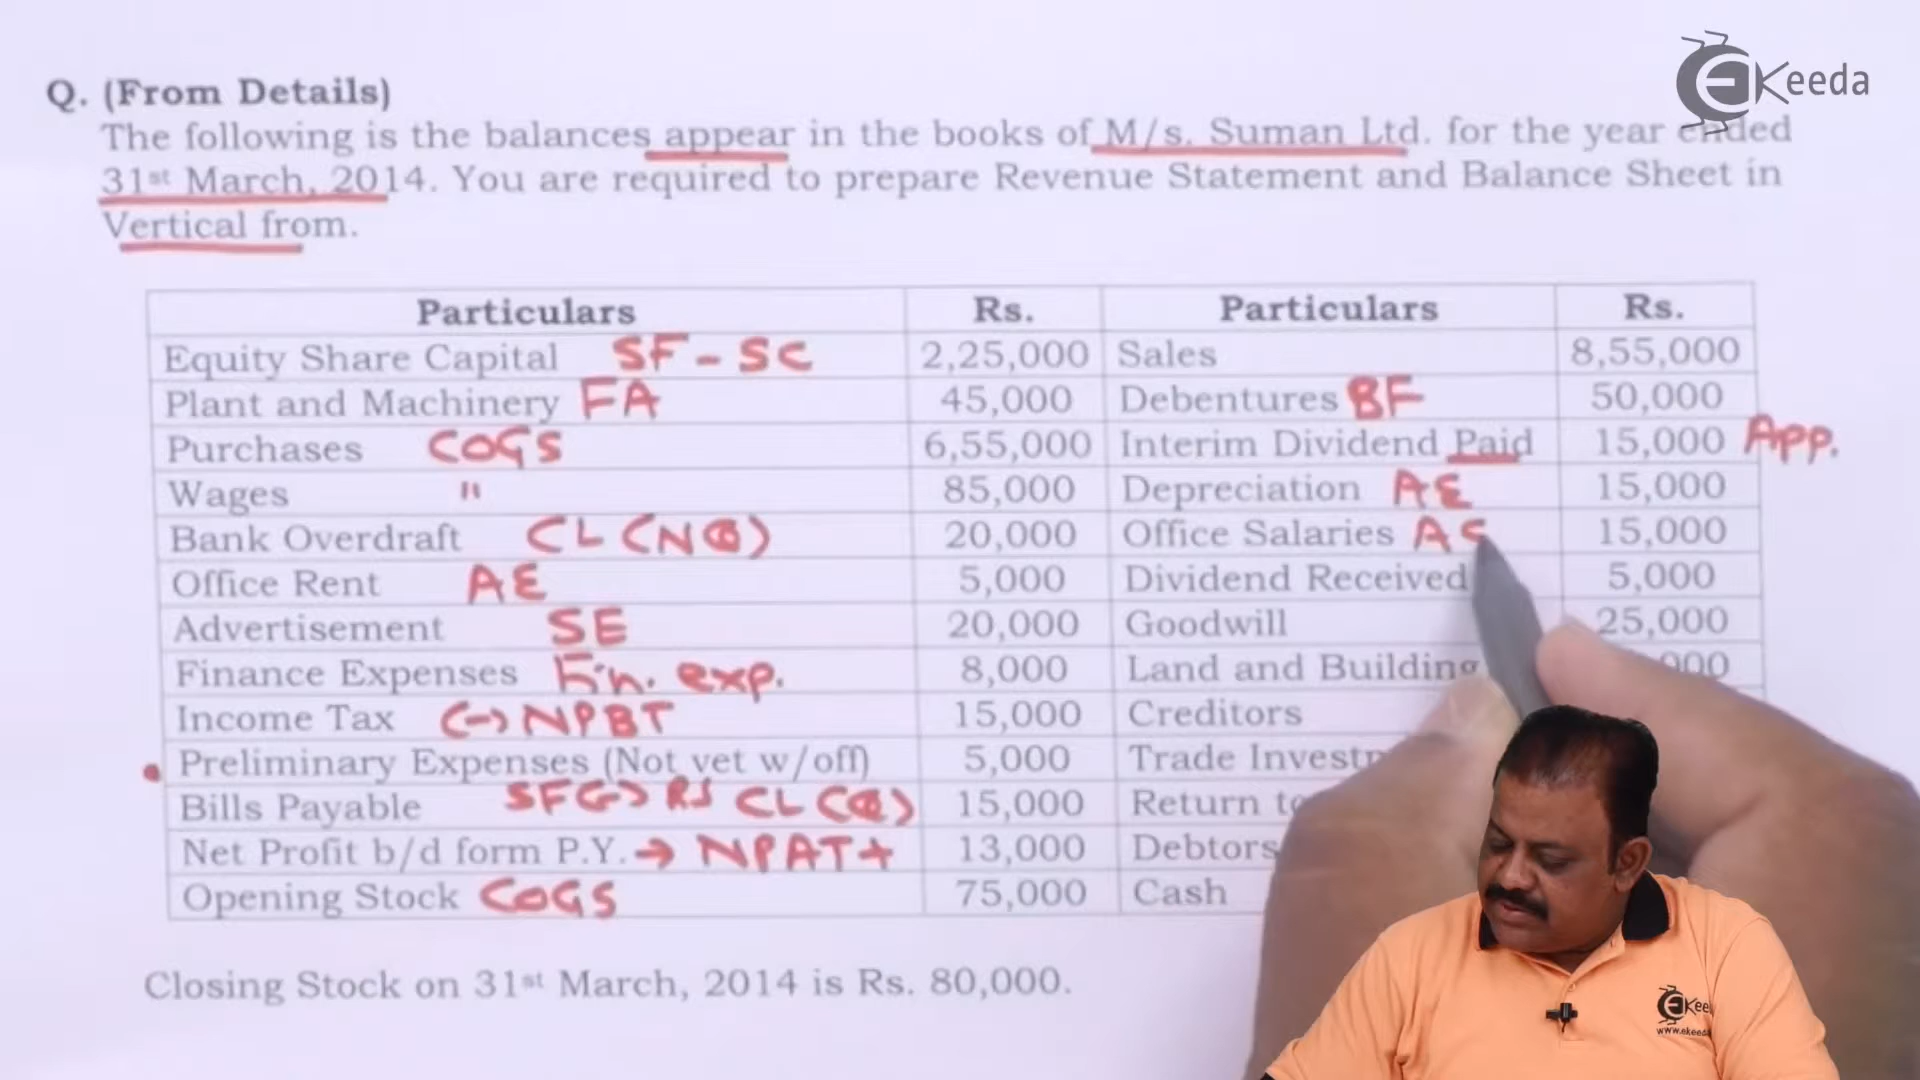 EKeeda
Q. (From Details)
The following is the balances appear in the books of M/s. Suman Ltd. for the year ended
31st March, 2014. You are required to prepare Revenue Statement and Balance Sheet in
Vertical from.
Particulars Rs. Particulars Rs.
Equity Share Capital SF - SC 2,25,000 Sales 8,55,000
Plant and Machinery FA 45,000 Debentures BF 50,000
Purchases COGS 6,55,000 Interim Dividend Paid 15,000 App.
Wages " 85,000 Depreciation AE 15,000
Bank Overdraft CL (NQ) 20,000 Office Salaries A 15,000
Office Rent AE 5,000 Dividend Received 5,000
Advertisement SE 20,000 Goodwill 25,000
Finance Expenses Fin. exp. 8,000 Land and Building
Income Tax (-) NPBT 15,000 Creditors
Preliminary Expenses (Not yet w/off) 5,000 Trade
SF (-) RS
Bills Payable CL (Q) 15,000 Return
Net Profit b/d form P.Y. → NPAT + 13,000 Debtors
Opening Stock COGS 75,000 Cash
Closing Stock on 31st March, 2014 is Rs. 80,000.
www.ekeeda